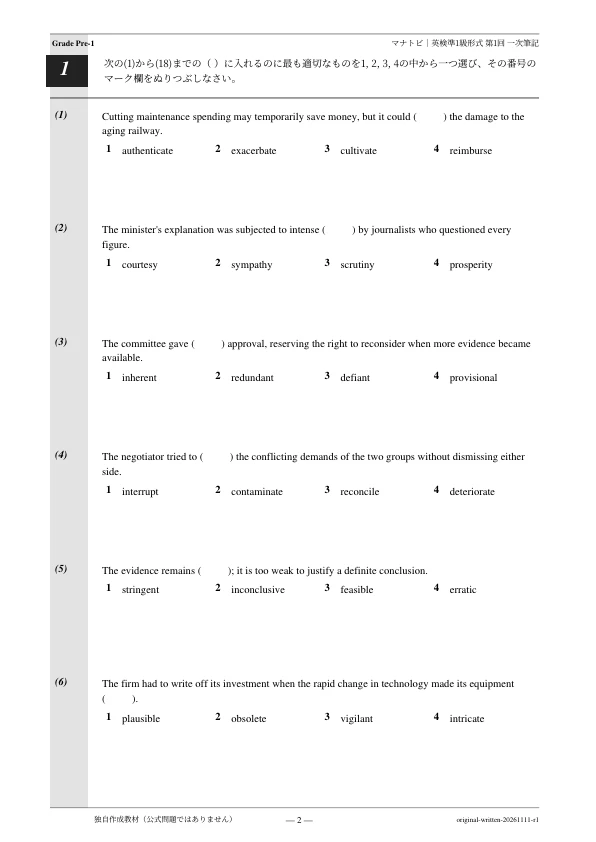 Grade Pre-1
マナトビ｜英検準1級形式 第1回 一次筆記
1
次の(1)から(18)までの（ ）に入れるのに最も適切なものを1, 2, 3, 4の中から一つ選び、その番号の
マーク欄をぬりつぶしなさい。
(1)
Cutting maintenance spending may temporarily save money, but it could (　　) the damage to the
aging railway.
1 authenticate 2 exacerbate 3 cultivate 4 reimburse
(2)
The minister's explanation was subjected to intense (　　) by journalists who questioned every
figure.
1 courtesy 2 sympathy 3 scrutiny 4 prosperity
(3)
The committee gave (　　) approval, reserving the right to reconsider when more evidence became
available.
1 inherent 2 redundant 3 defiant 4 provisional
(4)
The negotiator tried to (　　) the conflicting demands of the two groups without dismissing either
side.
1 interrupt 2 contaminate 3 reconcile 4 deteriorate
(5)
The evidence remains (　　); it is too weak to justify a definite conclusion.
1 stringent 2 inconclusive 3 feasible 4 erratic
(6)
The firm had to write off its investment when the rapid change in technology made its equipment
(　　).
1 plausible 2 obsolete 3 vigilant 4 intricate
独自作成教材（公式問題ではありません）
— 2 —
original-written-20261111-r1